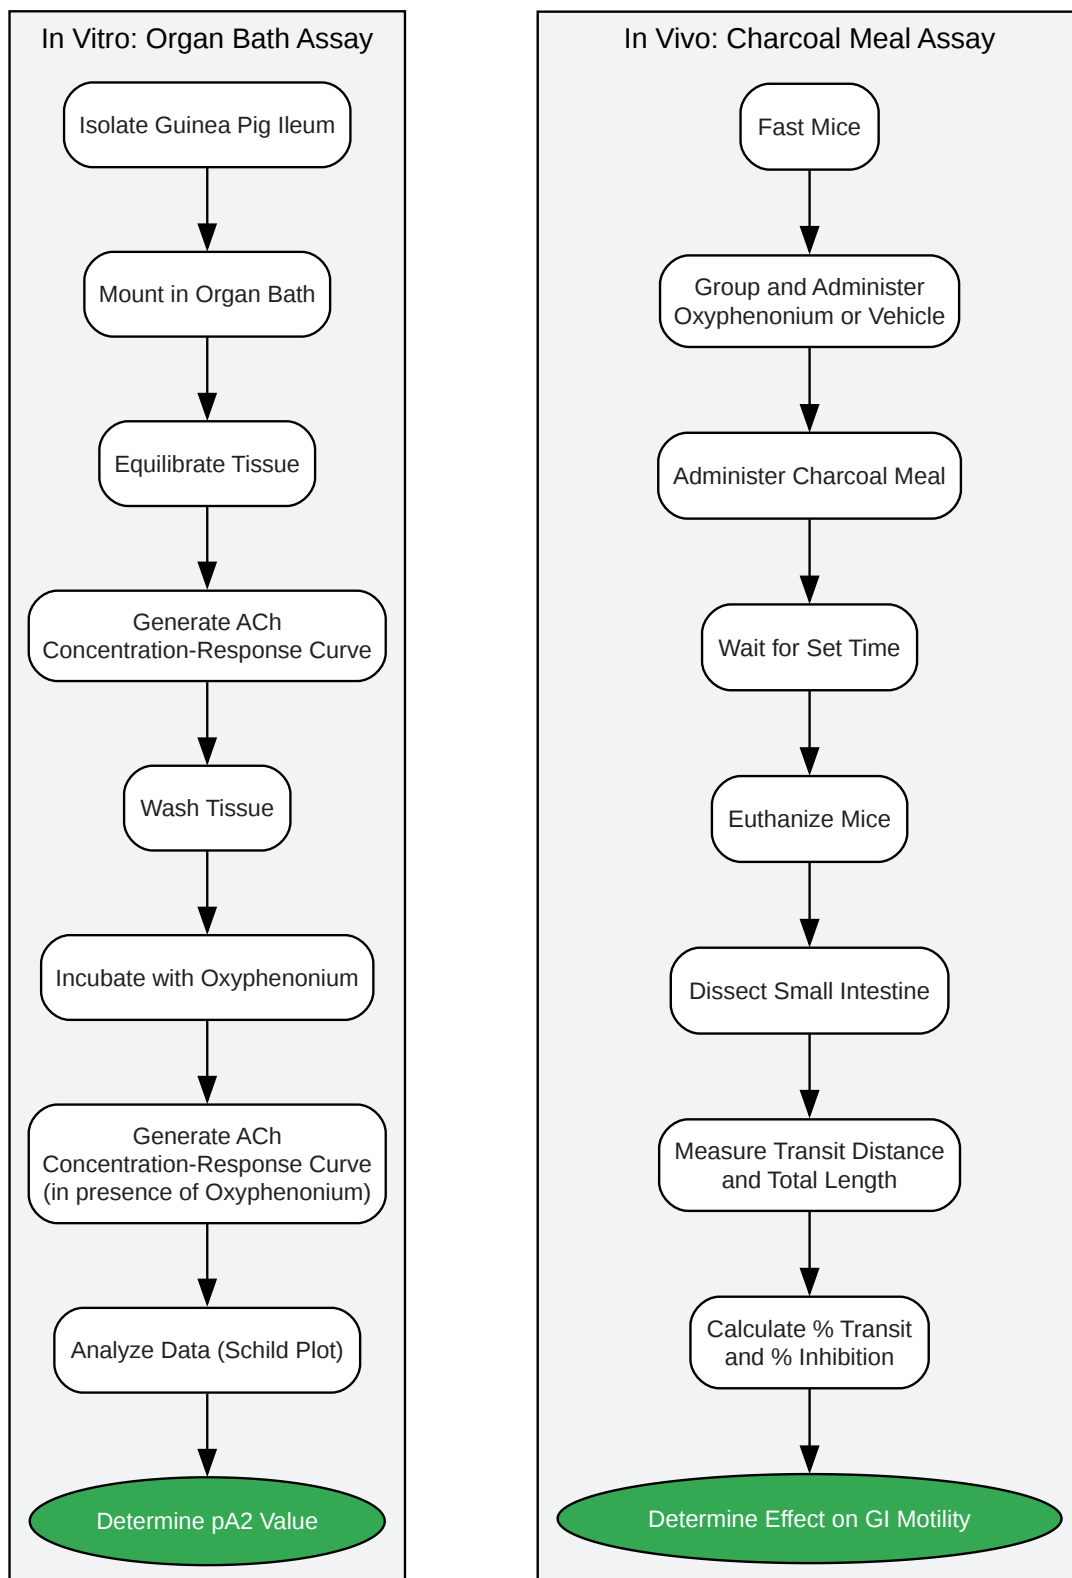 In Vitro: Organ Bath Assay
Isolate Guinea Pig Ileum
Mount in Organ Bath
Equilibrate Tissue
Generate ACh
Concentration-Response Curve
Wash Tissue
Incubate with Oxyphenonium
Generate ACh
Concentration-Response Curve
(in presence of Oxyphenonium)
Analyze Data (Schild Plot)
Determine pA2 Value
In Vivo: Charcoal Meal Assay
Fast Mice
Group and Administer
Oxyphenonium or Vehicle
Administer Charcoal Meal
Wait for Set Time
Euthanize Mice
Dissect Small Intestine
Measure Transit Distance
and Total Length
Calculate % Transit
and % Inhibition
Determine Effect on GI Motility